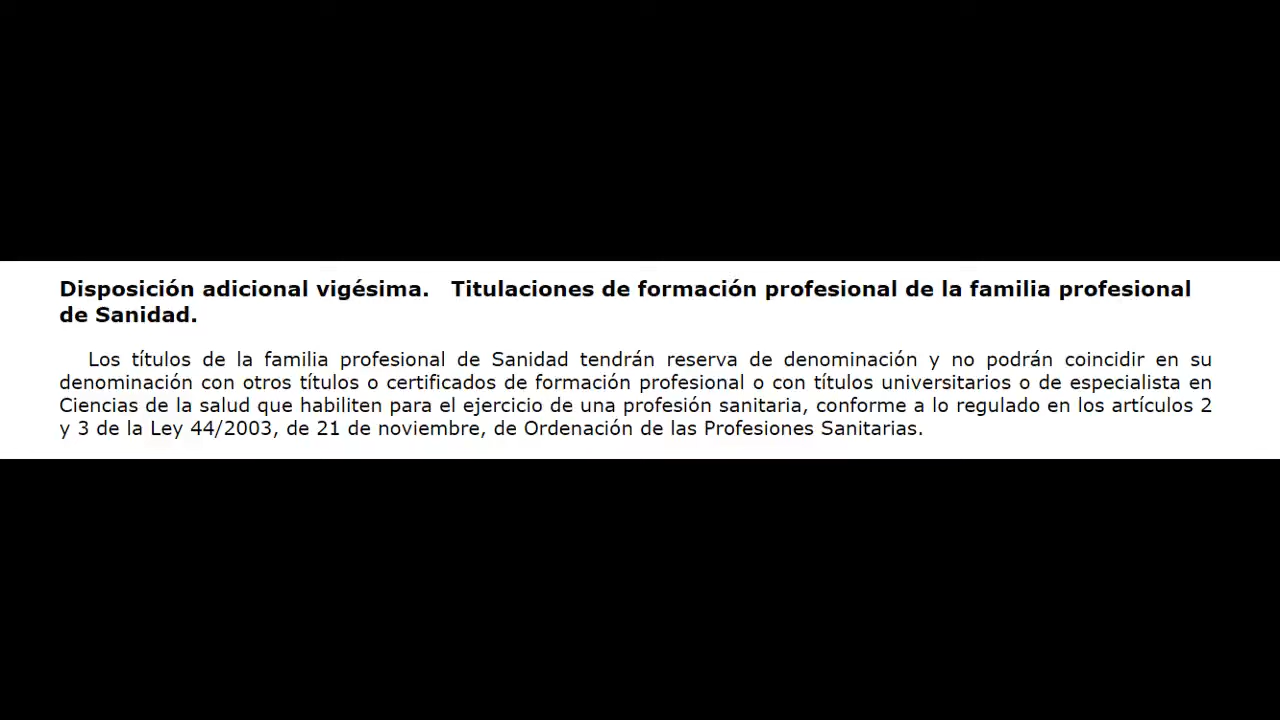 Disposición adicional vigésima. Titulaciones de formación profesional de la familia profesional
de Sanidad.
Los títulos de la familia profesional de Sanidad tendrán reserva de denominación y no podrán coincidir en su
denominación con otros títulos o certificados de formación profesional o con títulos universitarios o de especialista en
Ciencias de la salud que habiliten para el ejercicio de una profesión sanitaria, conforme a lo regulado en los artículos 2
y 3 de la Ley 44/2003, de 21 de noviembre, de Ordenación de las Profesiones Sanitarias.